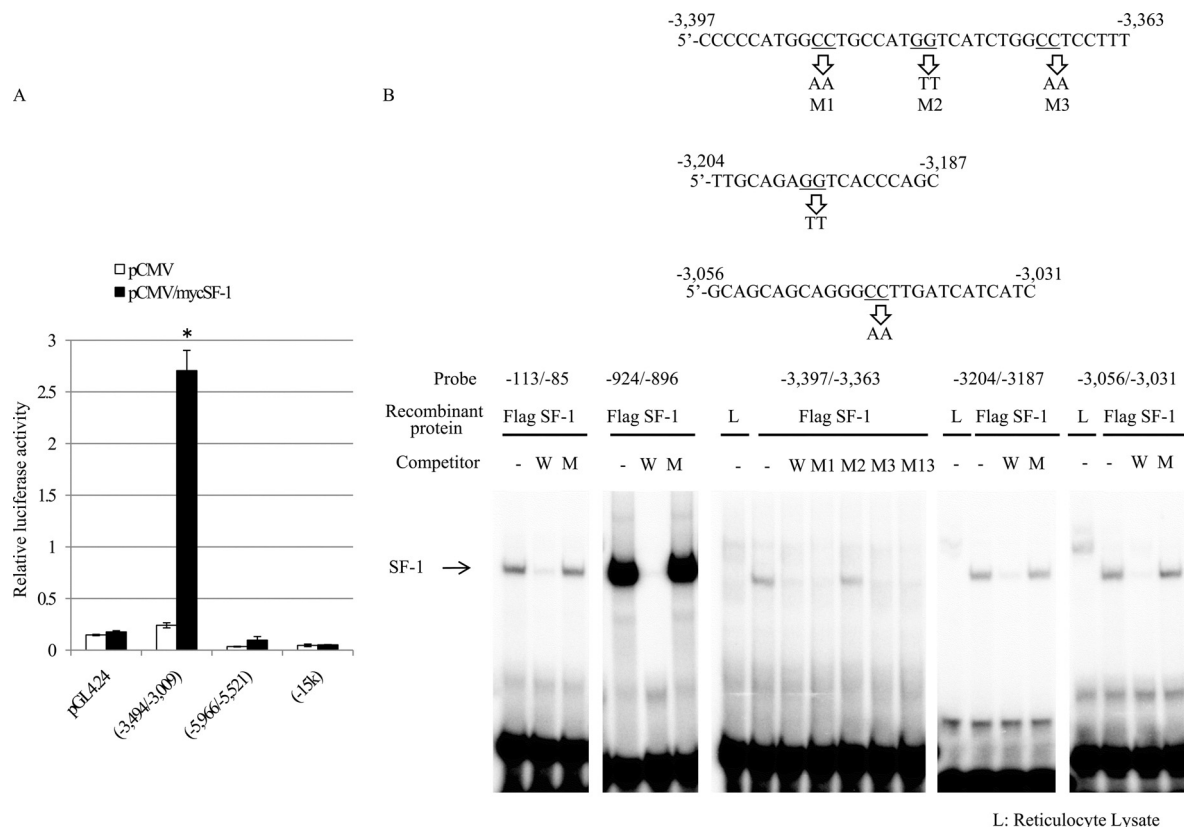 A
pCMV
pCMV/mycSF-1
*
3
2.5
2
1.5
1
0.5
0
Relative luciferase activity
pGL4.24
(-3,494/-3,009)
(-5,966/-5,521)
(-15k)
B
-3,397 -3,363
5'-CCCCCATGGCCTGCCATGGTCATCTGGCCTCCTTT
AA TT AA
M1 M2 M3
-3,204 -3,187
5'-TTGCAGAGGTCACCCAGC
TT
-3,056 -3,031
5'-GCAGCAGCAGGGCCTTGATCATCATC
AA
Probe -113/-85 -924/-896 -3,397/-3,363 -3204/-3187 -3,056/-3,031
Recombinant protein Flag SF-1 Flag SF-1 L Flag SF-1 L Flag SF-1 L Flag SF-1
Competitor - W M - W M - - W M1 M2 M3 M13 - - W M - - W M
SF-1
L: Reticulocyte Lysate